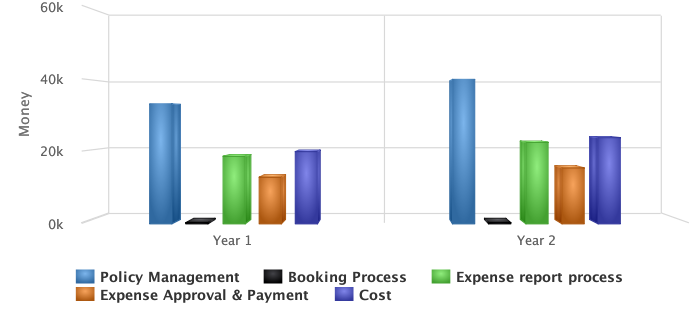 60k
40k
20k
0k
Money
Year 1
Year 2
Policy Management
Booking Process
Expense report process
Expense Approval & Payment
Cost